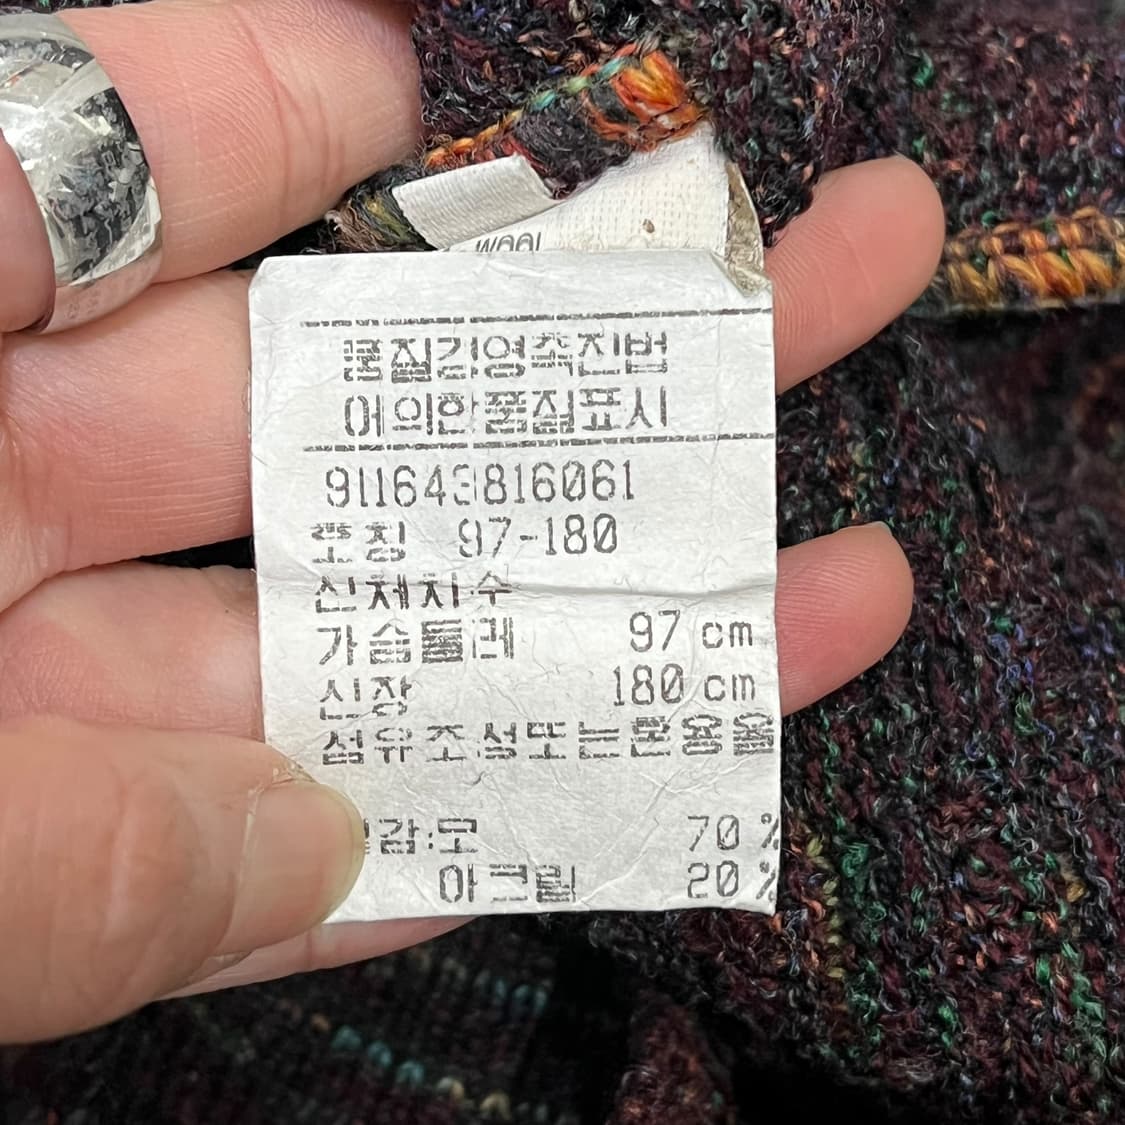 WOOL
품질경영촉진법
에의한품질표시
911643816061
호칭 97-180
신체치수
가슴둘레 97 cm
신장 180 cm
섬유조성또는혼용율
겉감:모 70 %
아크릴 20 %